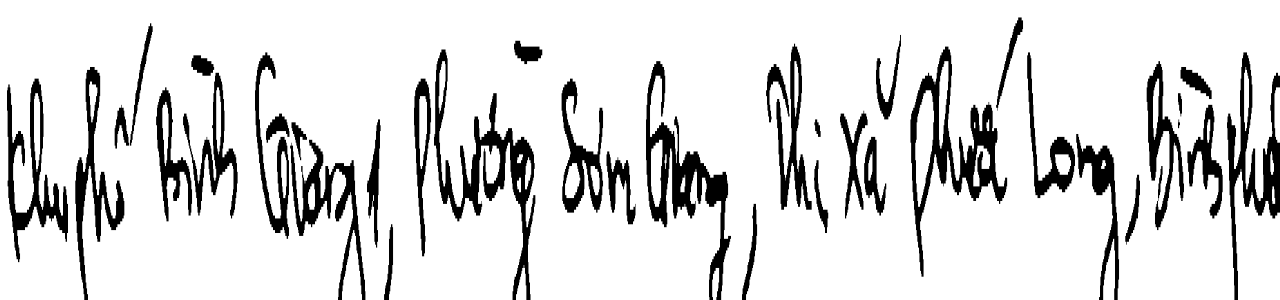 Khu phố Bình Giang 1, Phường Sơn Giang, Thị xã Phước Long, Bình Phước